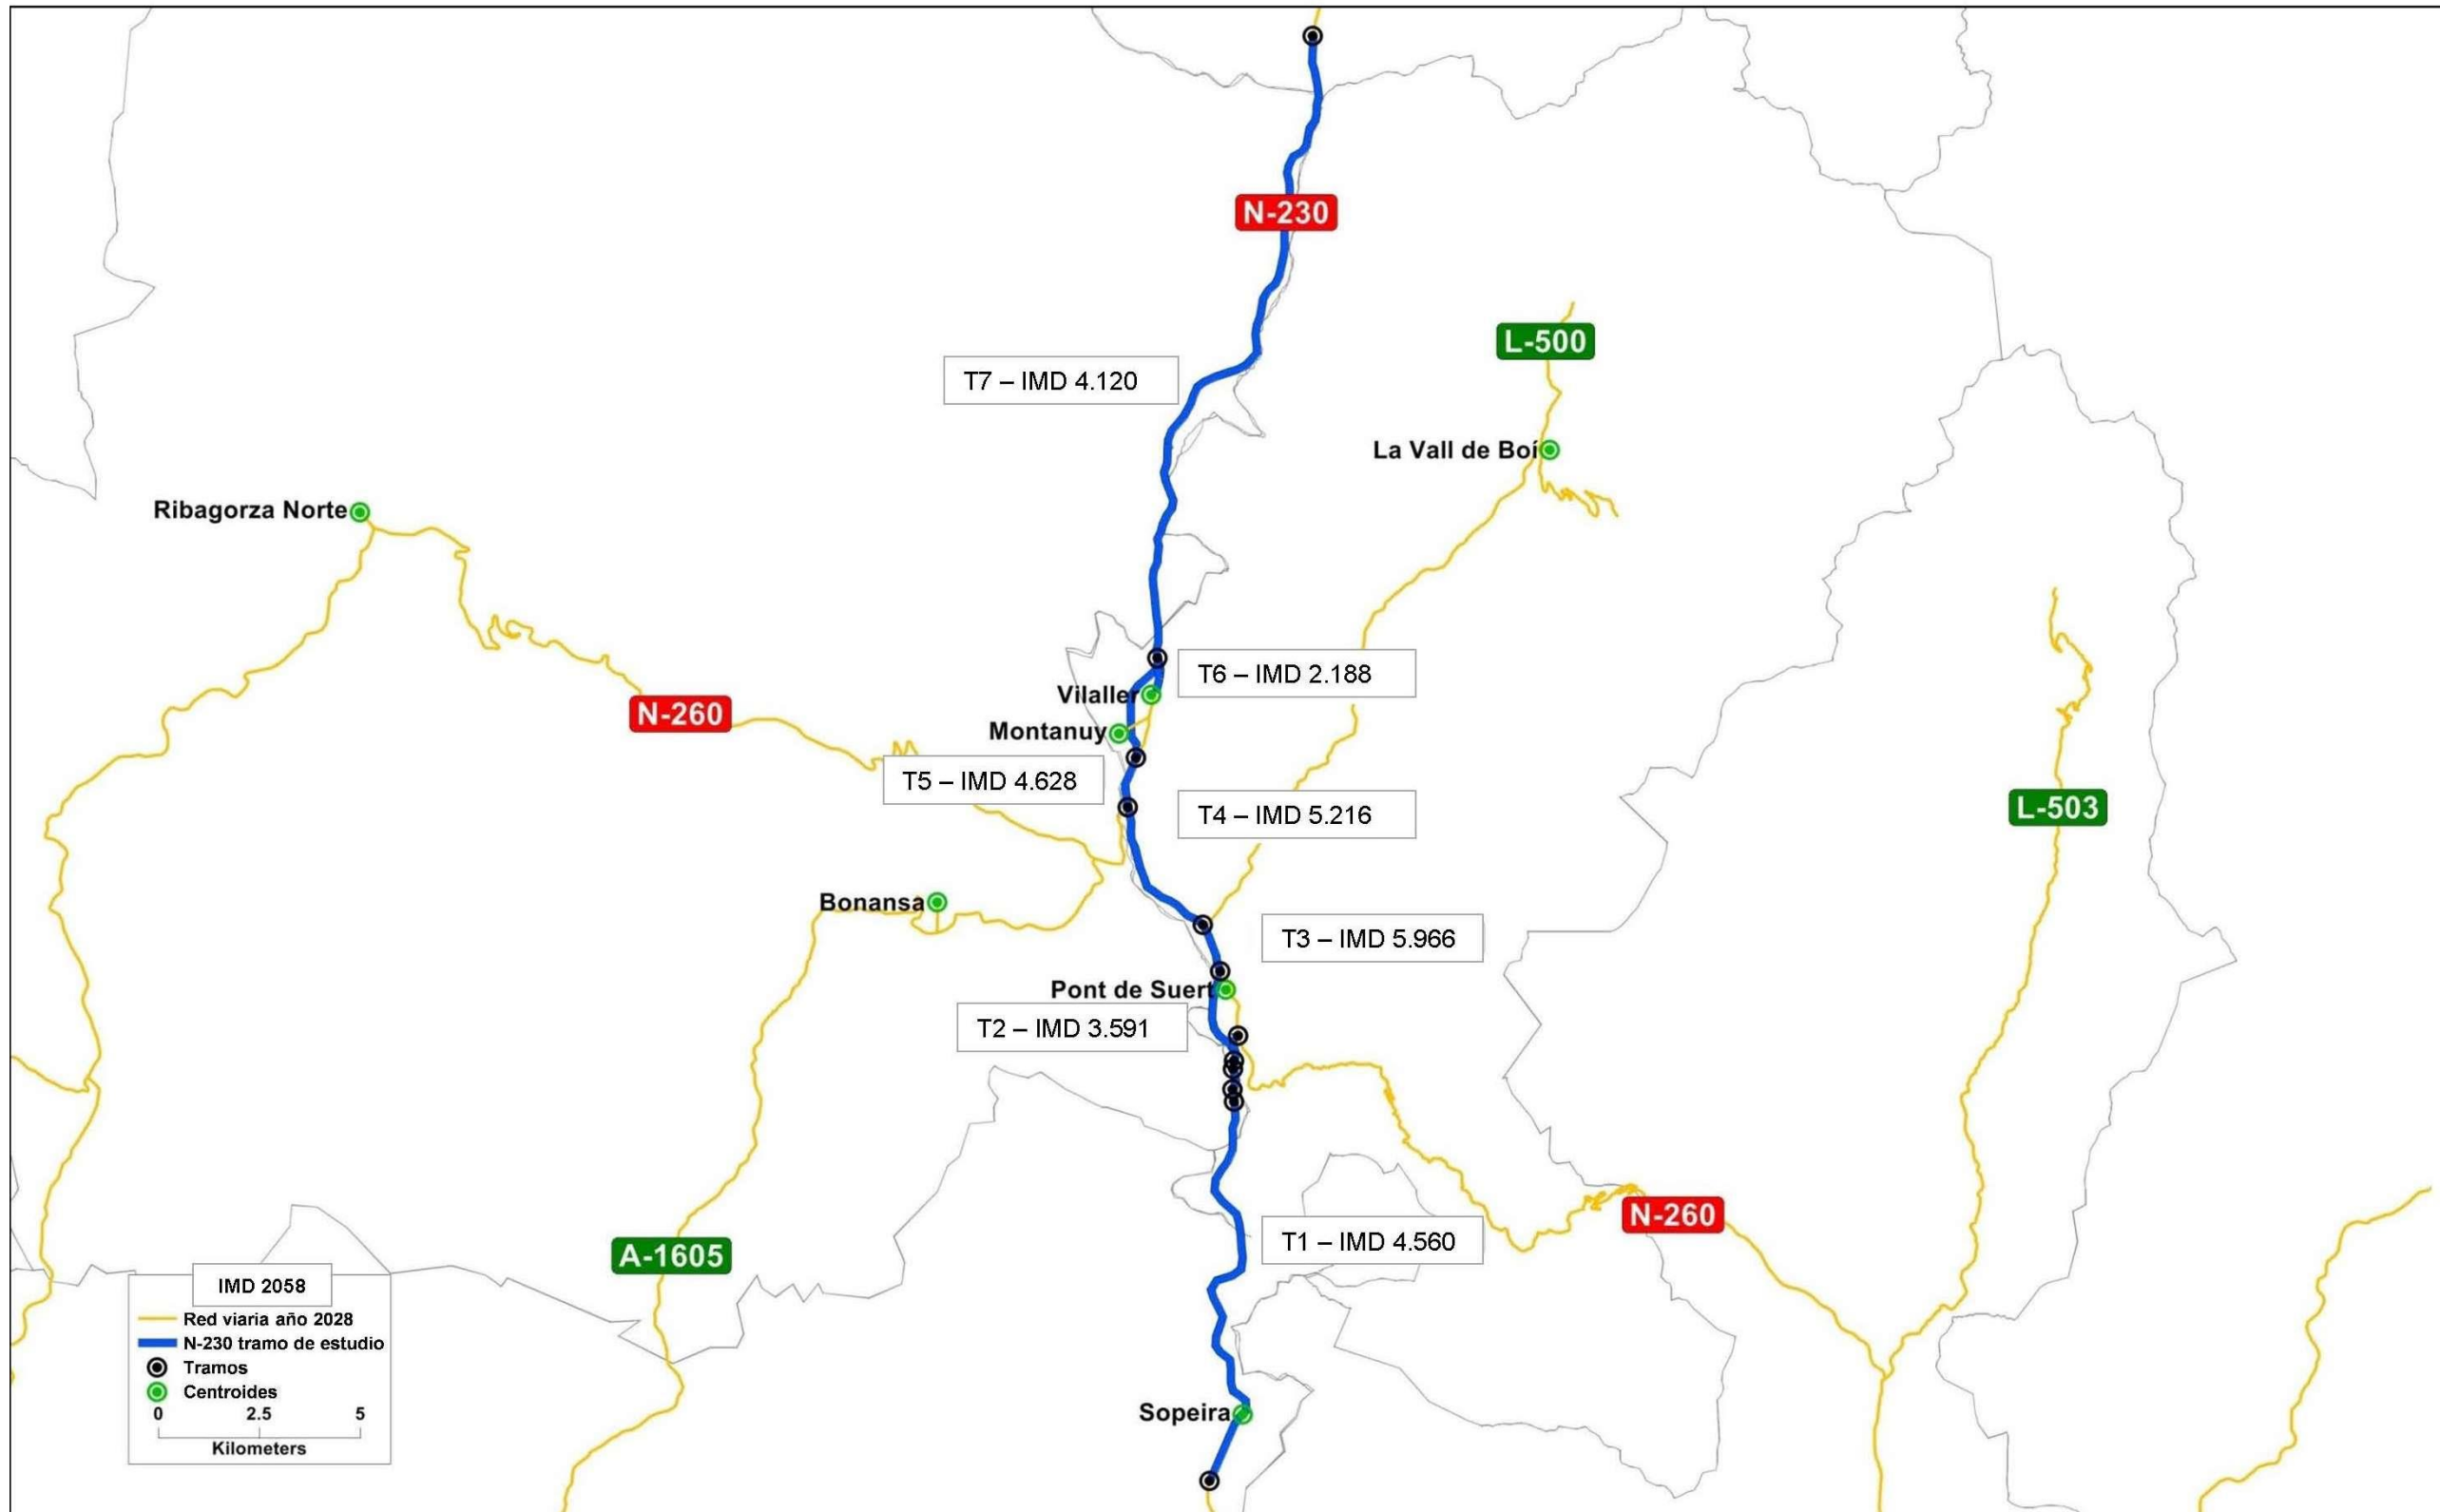 N-230
L-500
T7 – IMD 4.120
La Vall de Boí
Ribagorza Norte
T6 – IMD 2.188
Vilaller
N-260
Montanuy
T5 – IMD 4.628
L-503
T4 – IMD 5.216
Bonansa
T3 – IMD 5.966
Pont de Suert
T2 – IMD 3.591
N-260
T1 – IMD 4.560
A-1605
IMD 2058
Red viaria año 2028
N-230 tramo de estudio
Tramos
Centroides
0 2.5 5
Kilometers
Sopeira